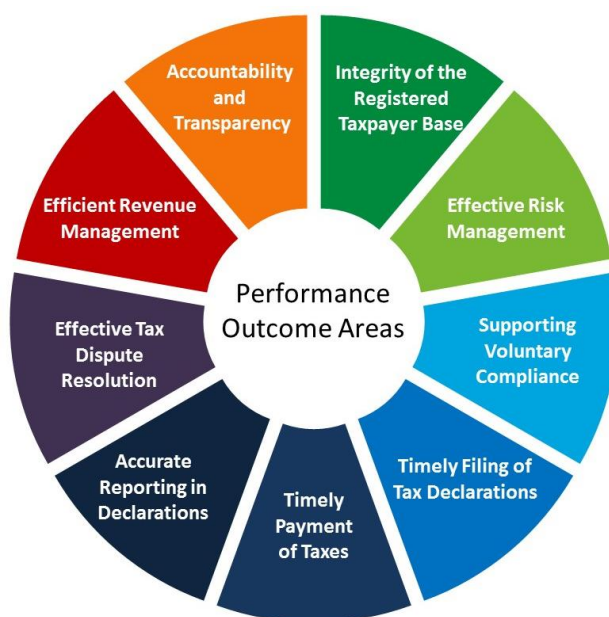 Performance
Outcome Areas
Integrity of the
Registered
Taxpayer Base
Effective Risk
Management
Supporting
Voluntary
Compliance
Timely Filing of
Tax Declarations
Timely
Payment
of Taxes
Accurate
Reporting in
Declarations
Effective Tax
Dispute
Resolution
Efficient Revenue
Management
Accountability
and
Transparency